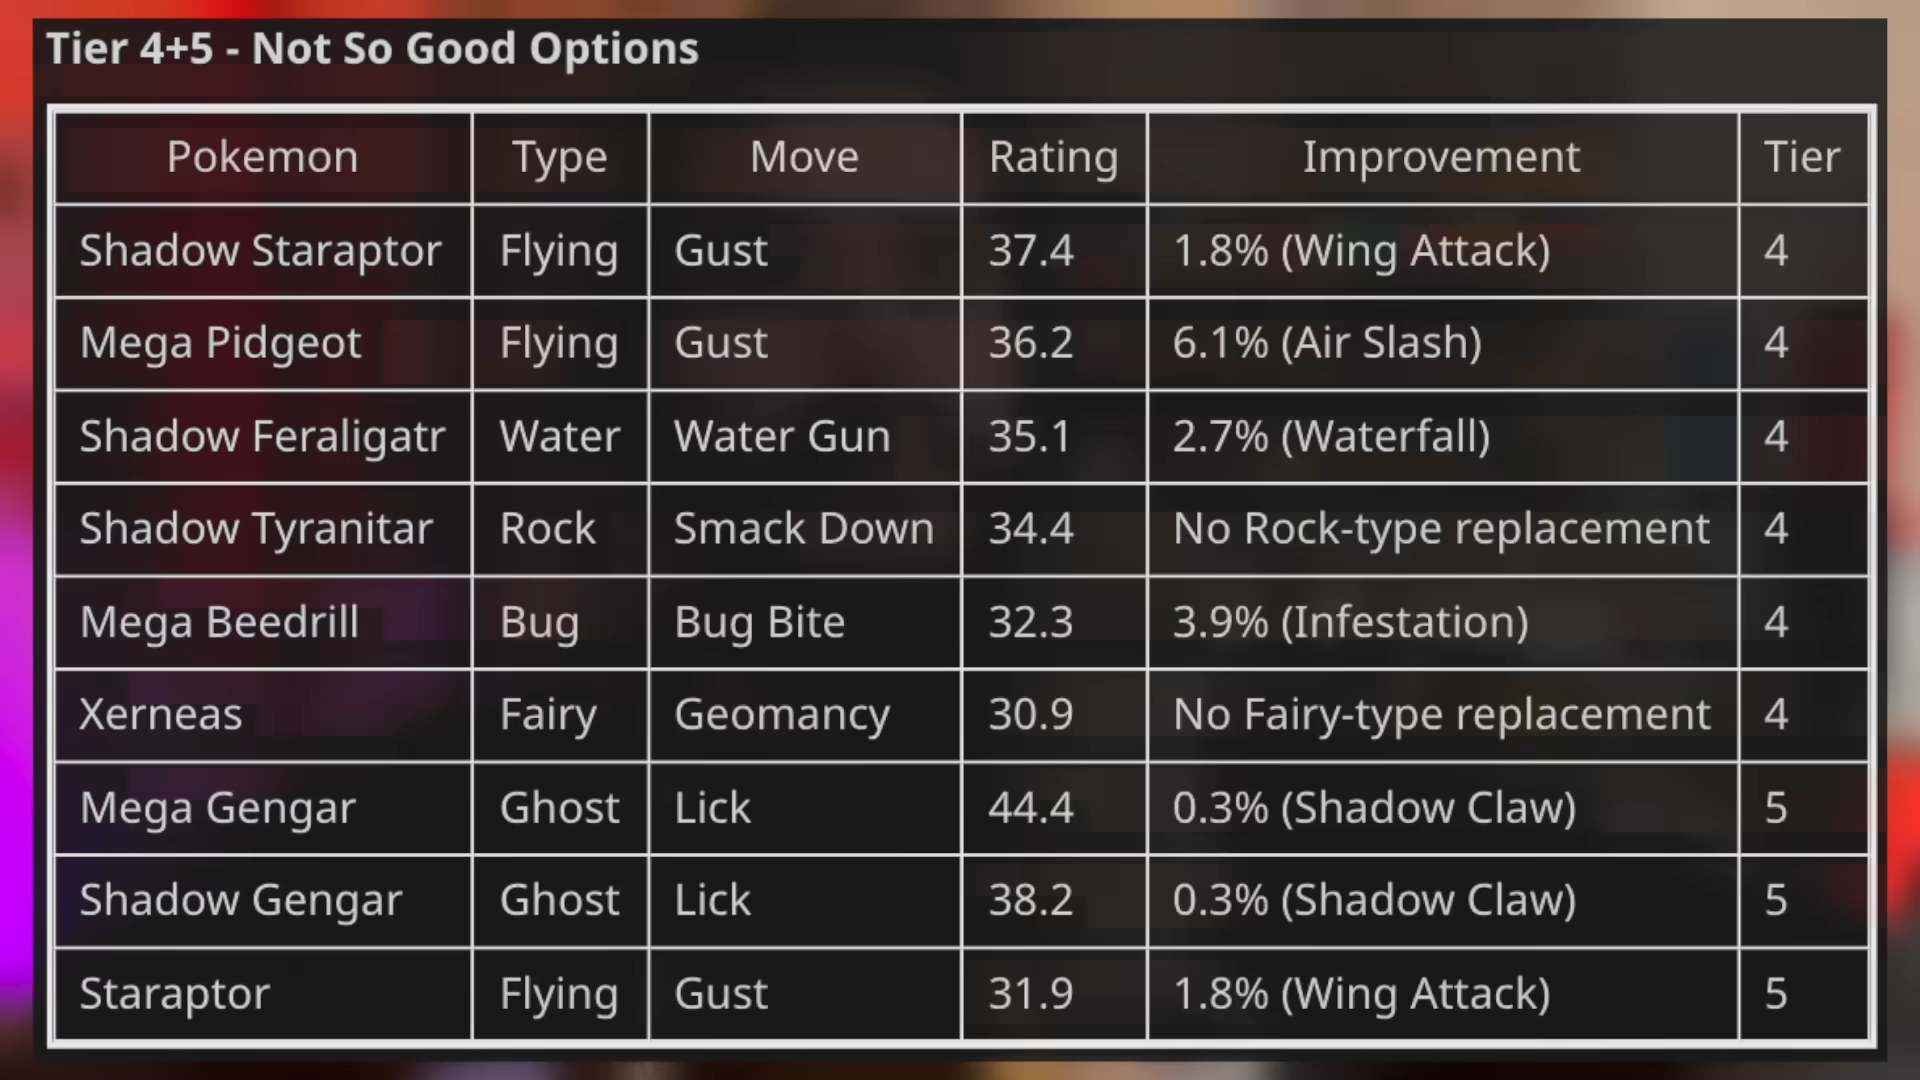 Tier 4+5 - Not So Good Options
Pokemon Type Move Rating Improvement Tier
Shadow Staraptor Flying Gust 37.4 1.8% (Wing Attack) 4
Mega Pidgeot Flying Gust 36.2 6.1% (Air Slash) 4
Shadow Feraligatr Water Water Gun 35.1 2.7% (Waterfall) 4
Shadow Tyranitar Rock Smack Down 34.4 No Rock-type replacement 4
Mega Beedrill Bug Bug Bite 32.3 3.9% (Infestation) 4
Xerneas Fairy Geomancy 30.9 No Fairy-type replacement 4
Mega Gengar Ghost Lick 44.4 0.3% (Shadow Claw) 5
Shadow Gengar Ghost Lick 38.2 0.3% (Shadow Claw) 5
Staraptor Flying Gust 31.9 1.8% (Wing Attack) 5